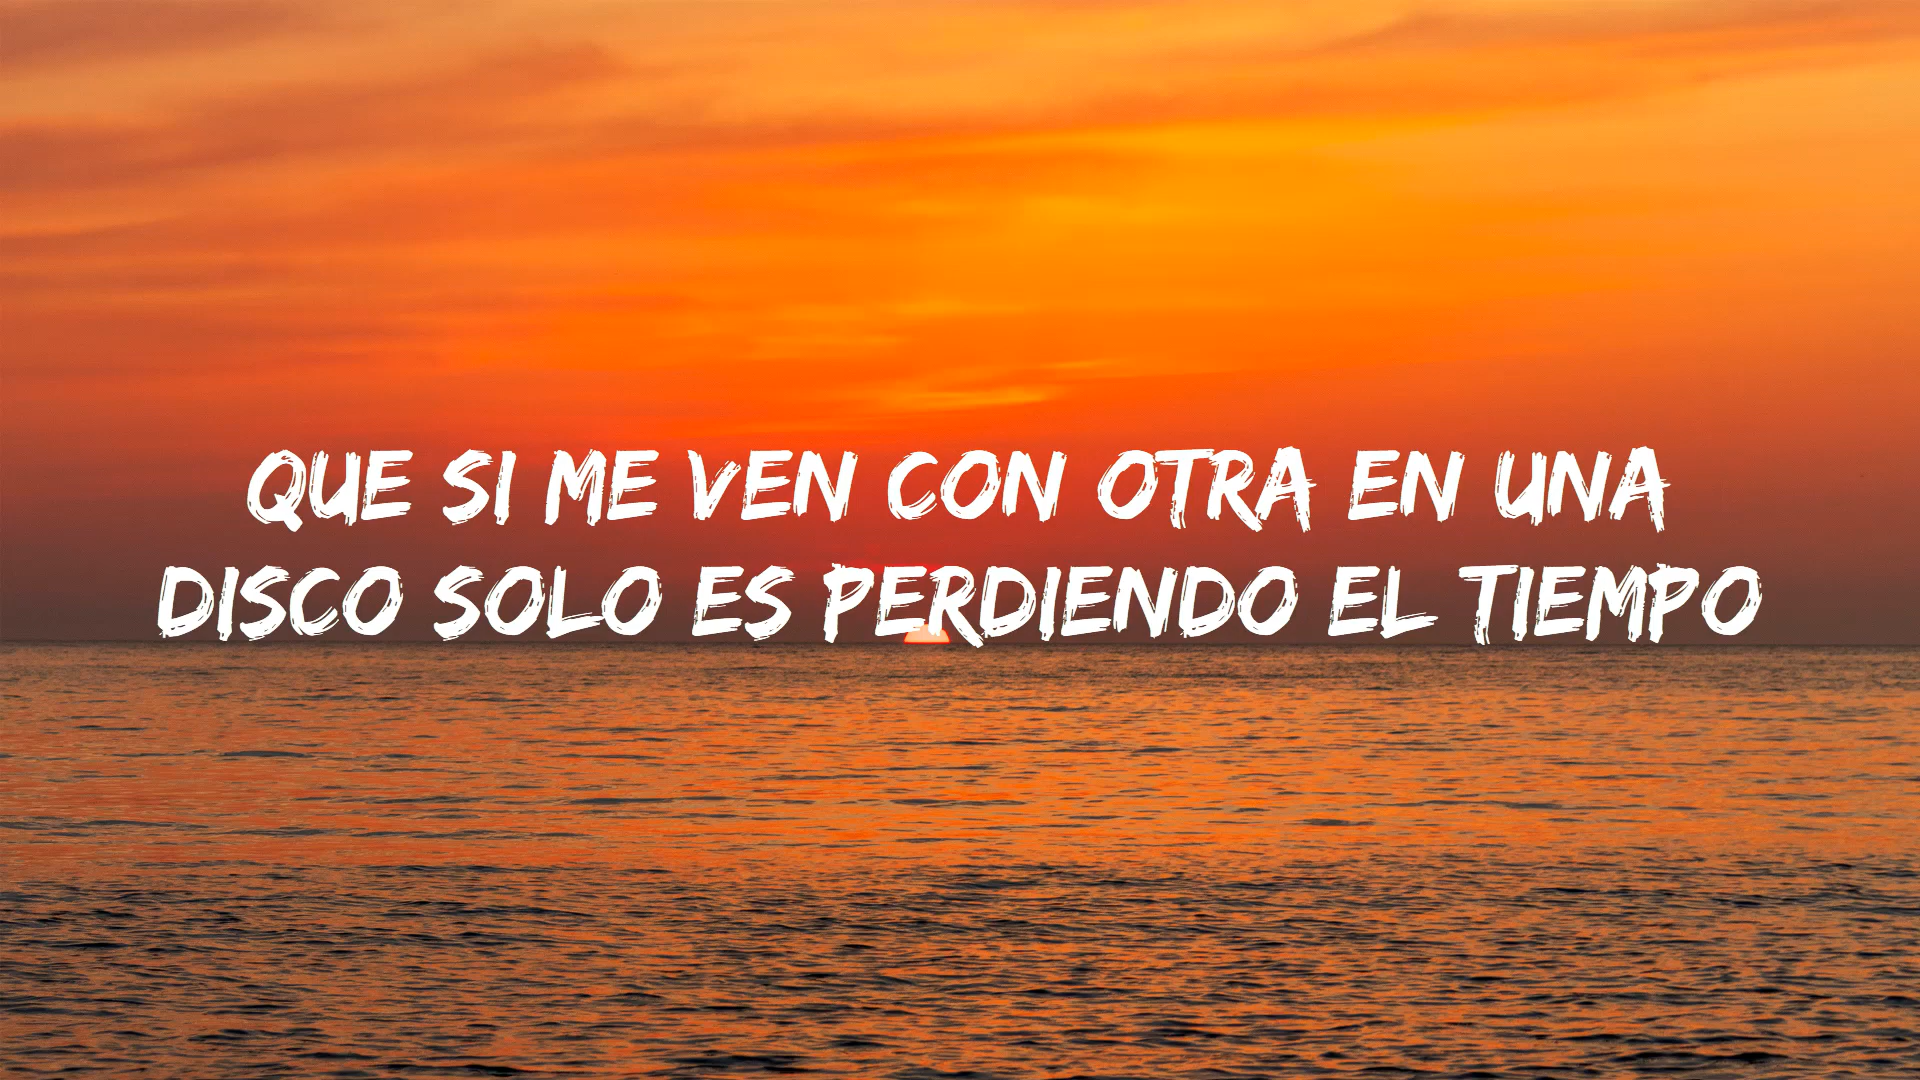 QUE SI ME VEN CON OTRA EN UNA
DISCO SOLO ES PERDIENDO EL TIEMPO